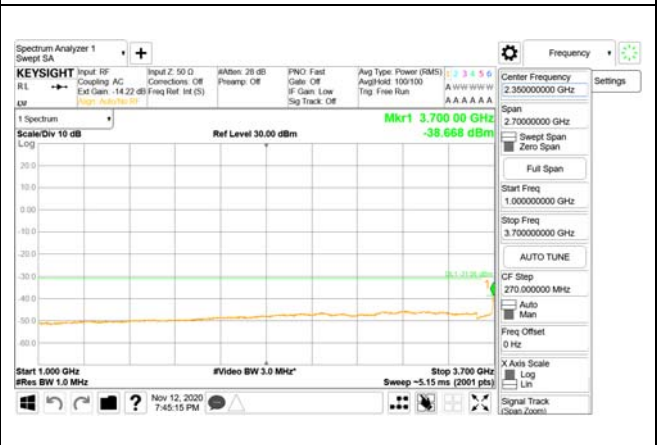 Spectrum Analyzer 1
Swept SA
Frequency
KEYSIGHT
RL
Input: RF
Coupling: AC
Ext Gain: -14.22 dB
Align: Auto/No RF
Input Z: 50 Ω
Corrections: Off
Freq Ref: Int (S)
#Atten: 28 dB
Preamp: Off
PNO: Fast
Gate: Off
IF Gain: Low
Sig Track: Off
Avg Type: Power (RMS)
Avg|Hold: 100/100
Trig: Free Run
1 2 3 4 5 6
A W W W W W
A A A A A A
1 Spectrum
Scale/Div 10 dB
Ref Level 30.00 dBm
Mkr1 3.700 00 GHz
-38.668 dBm
Log
20.0
10.0
0.00
-10.0
-20.0
-30.0
-40.0
-50.0
-60.0
1
Start 1.000 GHz
#Res BW 1.0 MHz
#Video BW 3.0 MHz*
Stop 3.700 GHz
Sweep ~5.15 ms (2001 pts)
Nov 12, 2020
7:45:15 PM
Center Frequency
2.350000000 GHz
Settings
Span
2.70000000 GHz
Swept Span
Zero Span
Full Span
Start Freq
1.000000000 GHz
Stop Freq
3.700000000 GHz
AUTO TUNE
CF Step
270.000000 MHz
Auto
Man
Freq Offset
0 Hz
X Axis Scale
Log
Lin
Signal Track
(Span Zoom)